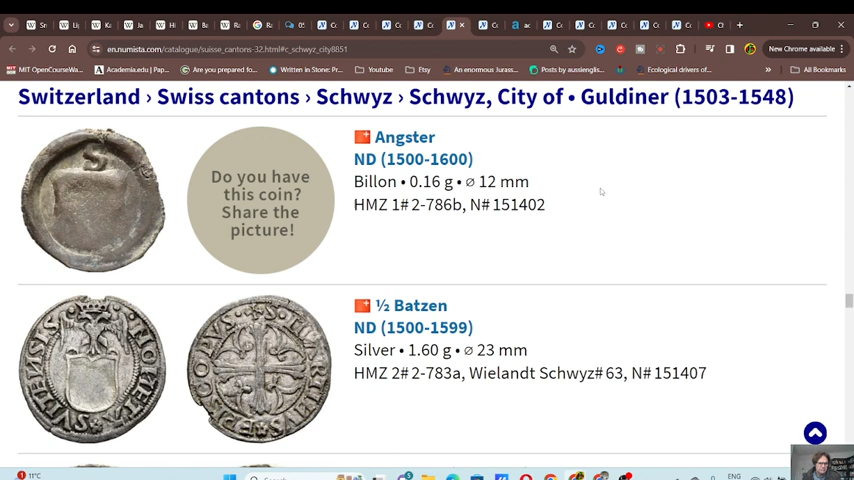 en.numista.com/catalogue/suisse_cantons-32.html#c_schwyz_city8851
New Chrome available
MIT OpenCourseWa...
Academia.edu | Pap...
Are you prepared fo...
Written in Stone: Pr...
Youtube
Etsy
An enormous Jurass...
Posts by aussienglis...
Ecological drivers of...
All Bookmarks
Switzerland › Swiss cantons › Schwyz › Schwyz, City of • Guldiner (1503-1548)
S
Do you have
this coin?
Share the
picture!
Angster
ND (1500-1600)
Billon • 0.16 g • ⌀ 12 mm
HMZ 1# 2-786b, N# 151402
½ Batzen
ND (1500-1599)
Silver • 1.60 g • ⌀ 23 mm
HMZ 2# 2-783a, Wielandt Schwyz# 63, N# 151407
11°C
Search
ENG